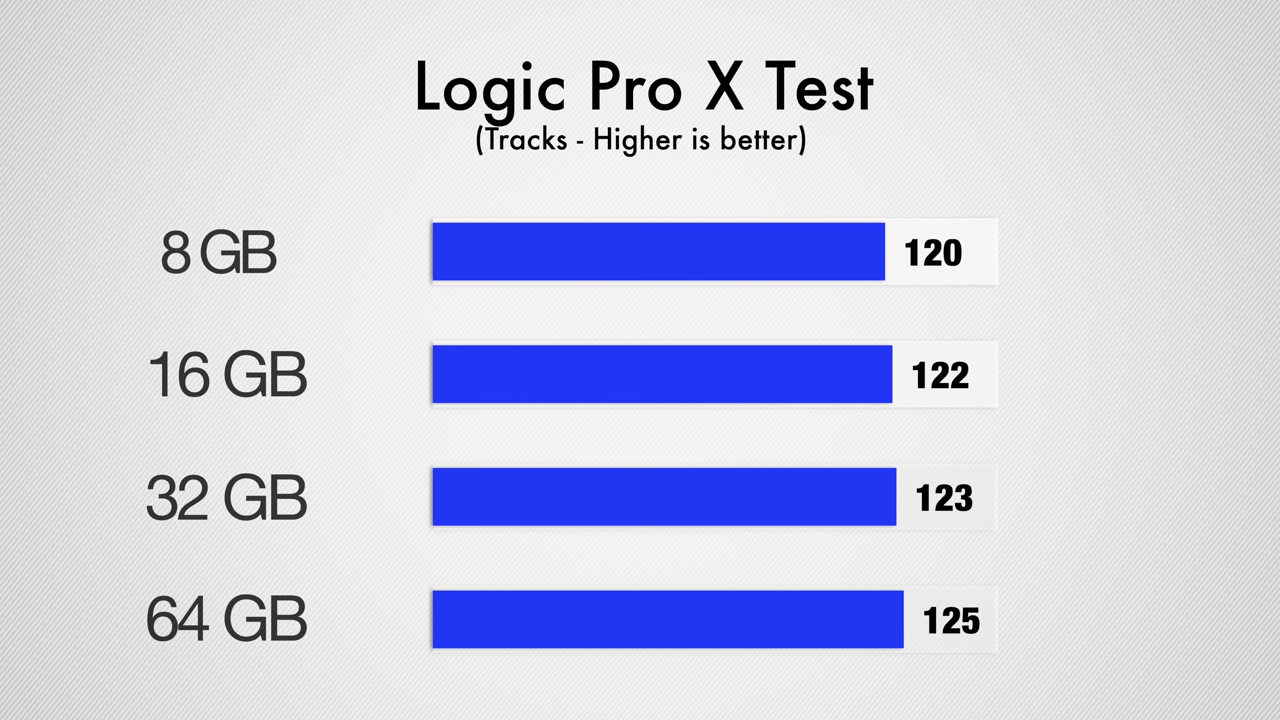 Logic Pro X Test
(Tracks - Higher is better)
8 GB 120
16 GB 122
32 GB 123
64 GB 125